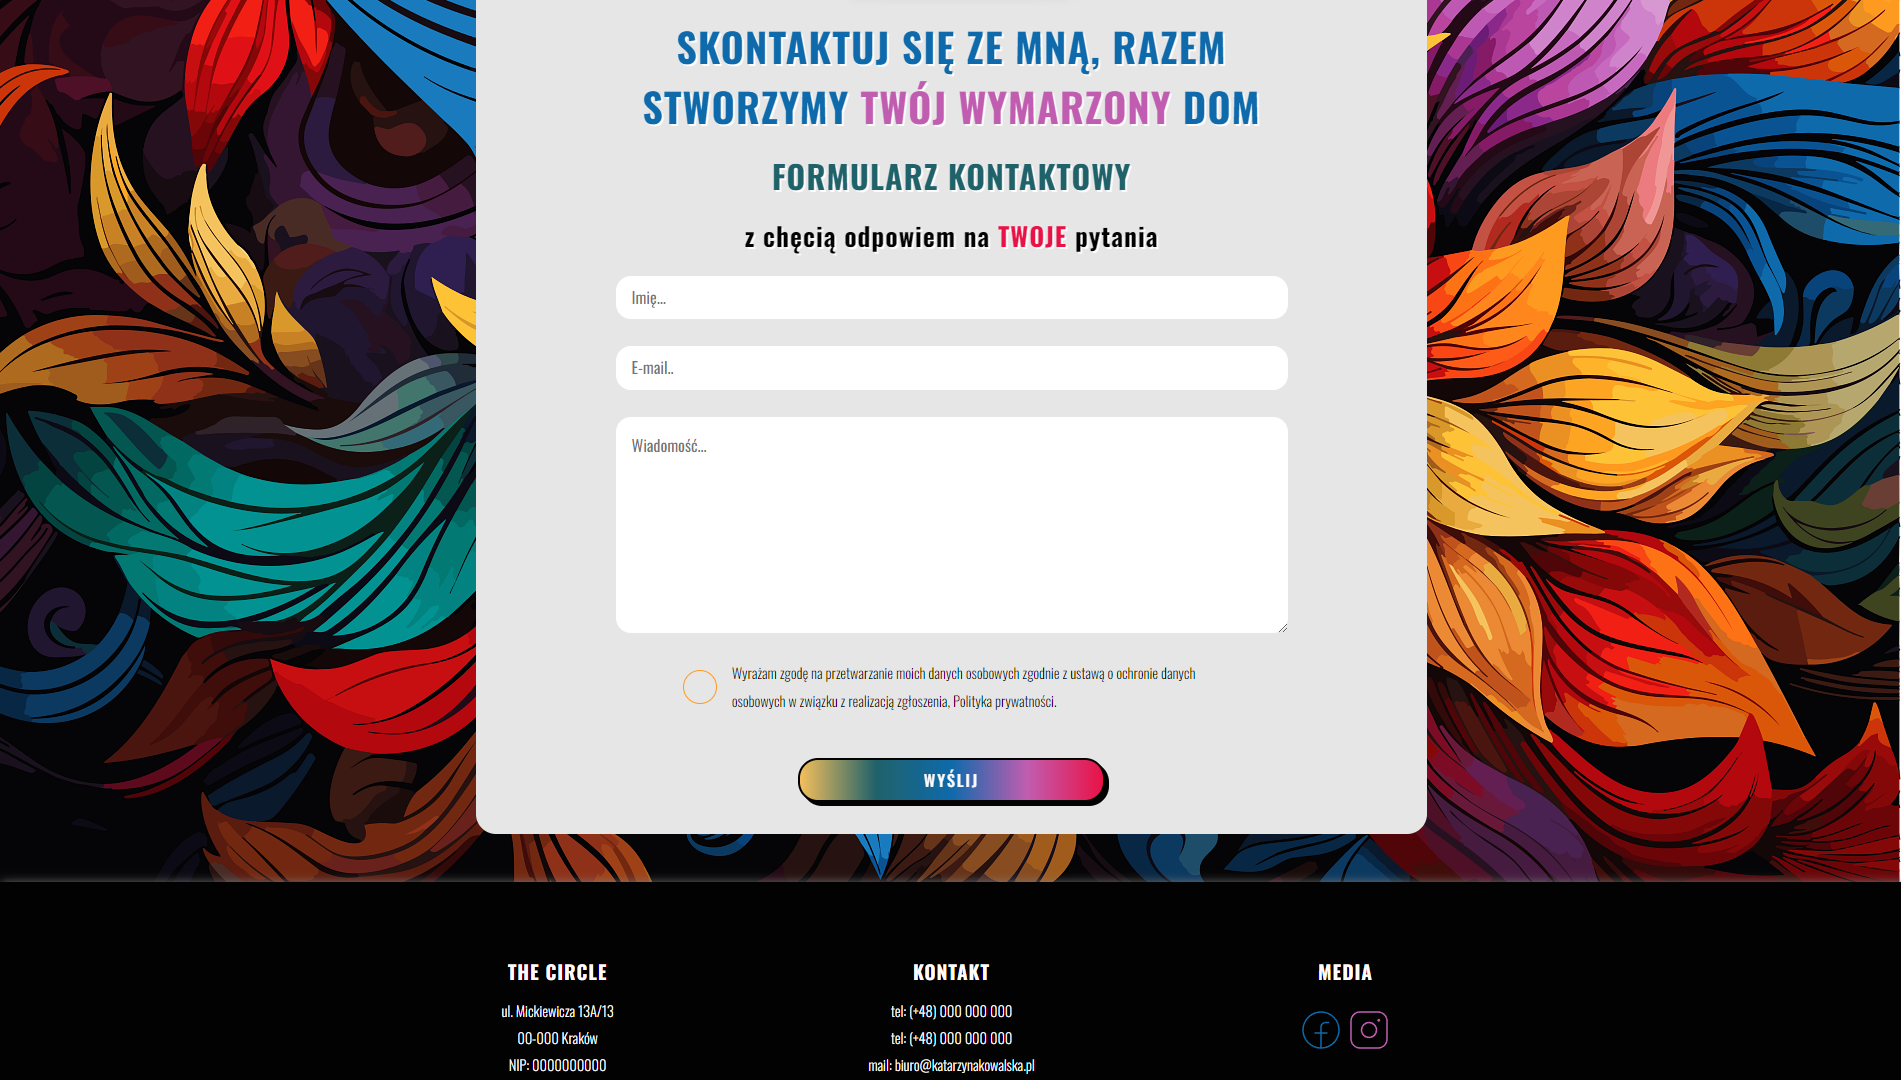 SKONTAKTUJ SIĘ ZE MNĄ, RAZEM
STWORZYMY TWÓJ WYMARZONY DOM
FORMULARZ KONTAKTOWY
z chęcią odpowiem na TWOJE pytania
Imię...
E-mail..
Wiadomość...
Wyrażam zgodę na przetwarzanie moich danych osobowych zgodnie z ustawą o ochronie danych
osobowych w związku z realizacją zgłoszenia, Polityka prywatności.
WYŚLIJ
THE CIRCLE
ul. Mickiewicza 13A/13
00-000 Kraków
NIP: 0000000000
KONTAKT
tel: (+48) 000 000 000
tel: (+48) 000 000 000
mail: biuro@katarzynakowalska.pl
MEDIA